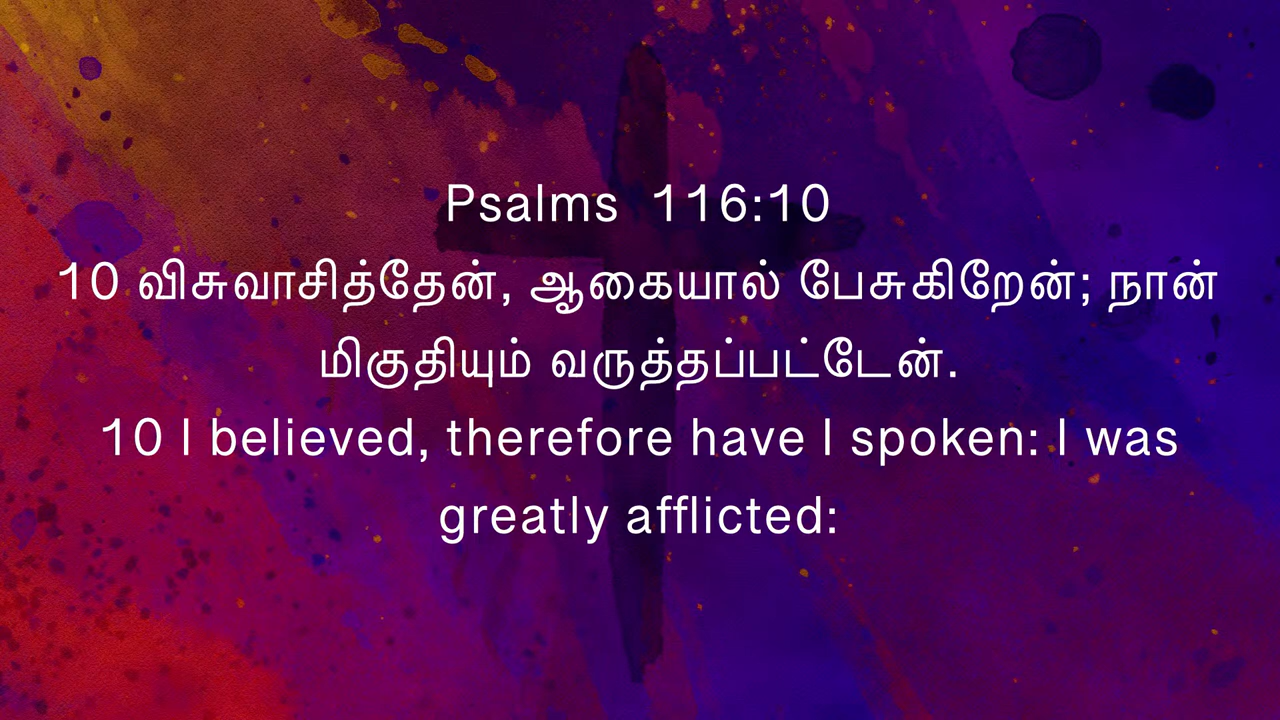 Psalms 116:10
10 விசுவாசித்தேன், ஆகையால் பேசுகிறேன்; நான்
மிகுதியும் வருத்தப்பட்டேன்.
10 I believed, therefore have I spoken: I was
greatly afflicted: